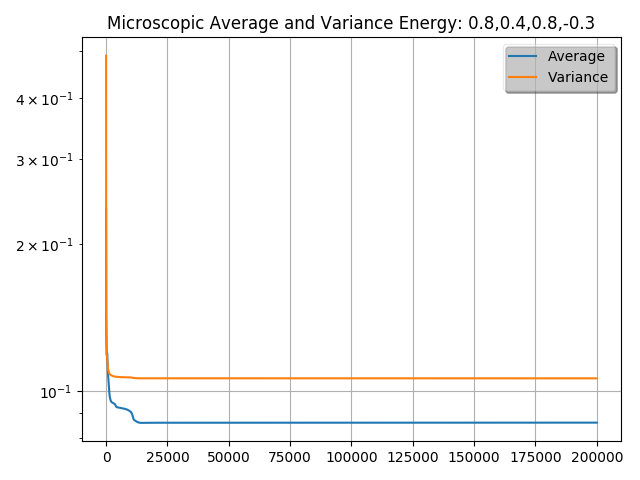 Microscopic Average and Variance Energy: 0.8,0.4,0.8,-0.3
Average
Variance
4 × 10⁻¹
3 × 10⁻¹
2 × 10⁻¹
10⁻¹
0 25000 50000 75000 100000 125000 150000 175000 200000